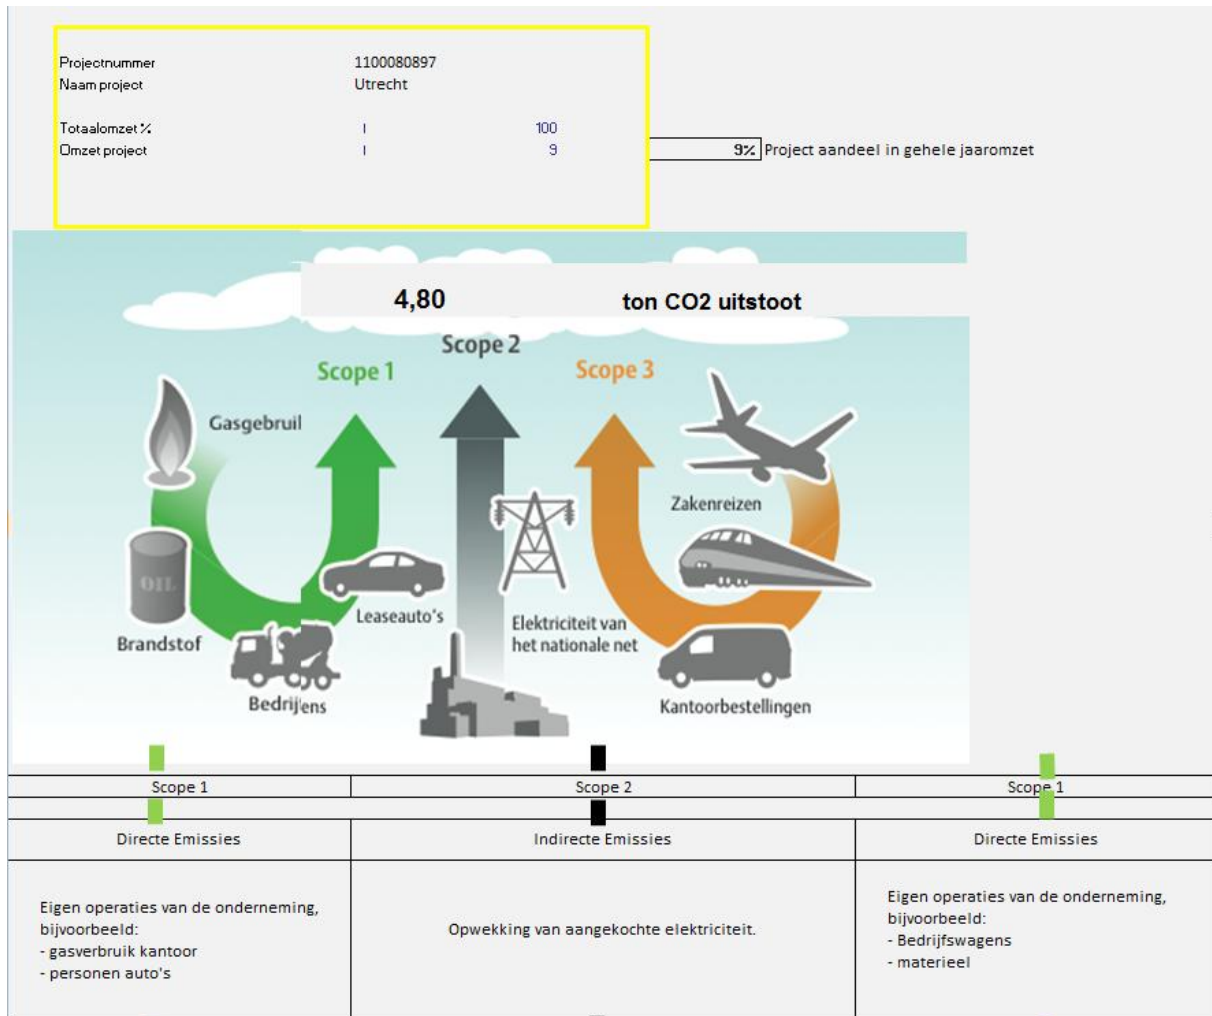 Projectnummer 1100080897
Naam project Utrecht
Totaalomzet % I 100
Omzet project I 9
9% Project aandeel in gehele jaaromzet
4,80 ton CO2 uitstoot
Scope 1
Scope 2
Scope 3
Gasgebruil
Zakenreizen
OIL
Leaseauto's
Elektriciteit van
het nationale net
Brandstof
Bedrijens
Kantoorbestellingen
Scope 1 Scope 2 Scope 1
Directe Emissies Indirecte Emissies Directe Emissies
Eigen operaties van de onderneming,
bijvoorbeeld:
- gasverbruik kantoor
- personen auto's
Opwekking van aangekochte elektriciteit.
Eigen operaties van de onderneming,
bijvoorbeeld:
- Bedrijfswagens
- materieel